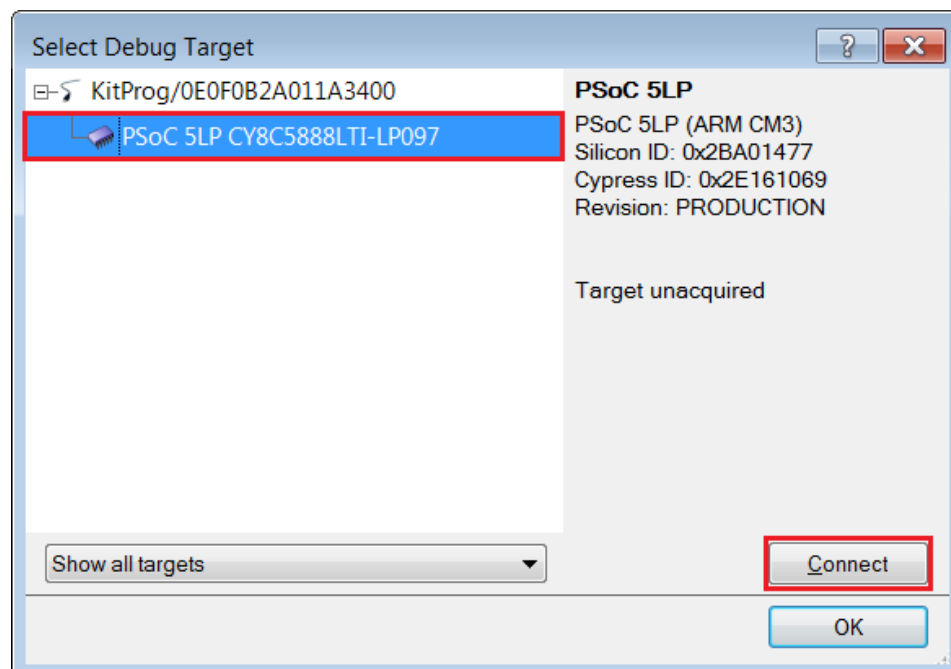 Select Debug Target
KitProg/0E0F0B2A011A3400
PSoC 5LP CY8C5888LTI-LP097
PSoC 5LP
PSoC 5LP (ARM CM3)
Silicon ID: 0x2BA01477
Cypress ID: 0x2E161069
Revision: PRODUCTION
Target unacquired
Show all targets
Connect
OK